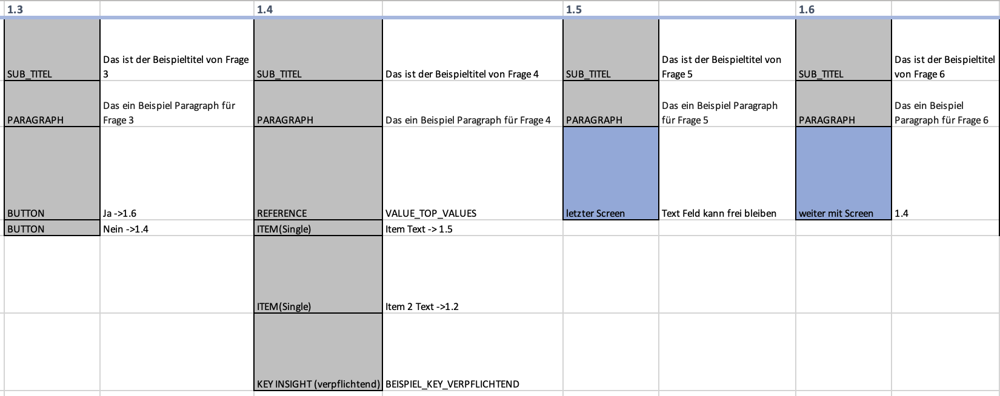 1.3 1.4 1.5 1.6
SUB_TITEL
Das ist der Beispieltitel von Frage
3
SUB_TITEL
Das ist der Beispieltitel von Frage 4
SUB_TITEL
Das ist der Beispieltitel von
Frage 5
SUB_TITEL
Das ist der Beispieltitel
von Frage 6
PARAGRAPH
Das ein Beispiel Paragraph für
Frage 3
PARAGRAPH
Das ein Beispiel Paragraph für Frage 4
PARAGRAPH
Das ein Beispiel Paragraph
für Frage 5
PARAGRAPH
Das ein Beispiel
Paragraph für Frage 6
BUTTON
Ja ->1.6
REFERENCE
VALUE_TOP_VALUES
letzter Screen
Text Feld kann frei bleiben
weiter mit Screen
1.4
BUTTON
Nein ->1.4
ITEM(Single)
Item Text -> 1.5
ITEM(Single)
Item 2 Text ->1.2
KEY INSIGHT (verpflichtend)
BEISPIEL_KEY_VERPFLICHTEND